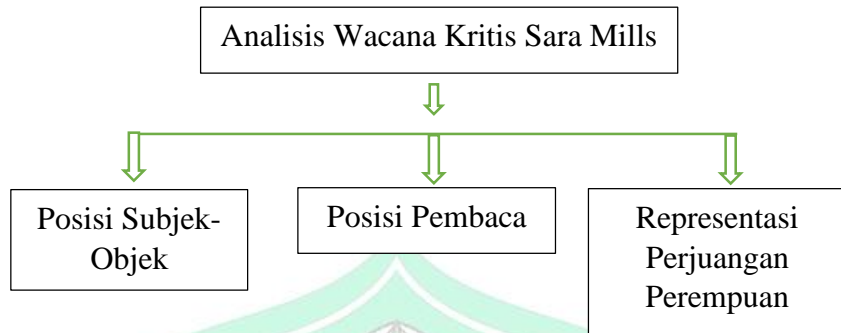 Analisis Wacana Kritis Sara Mills
Posisi Subjek-
Objek
Posisi Pembaca
Representasi
Perjuangan
Perempuan